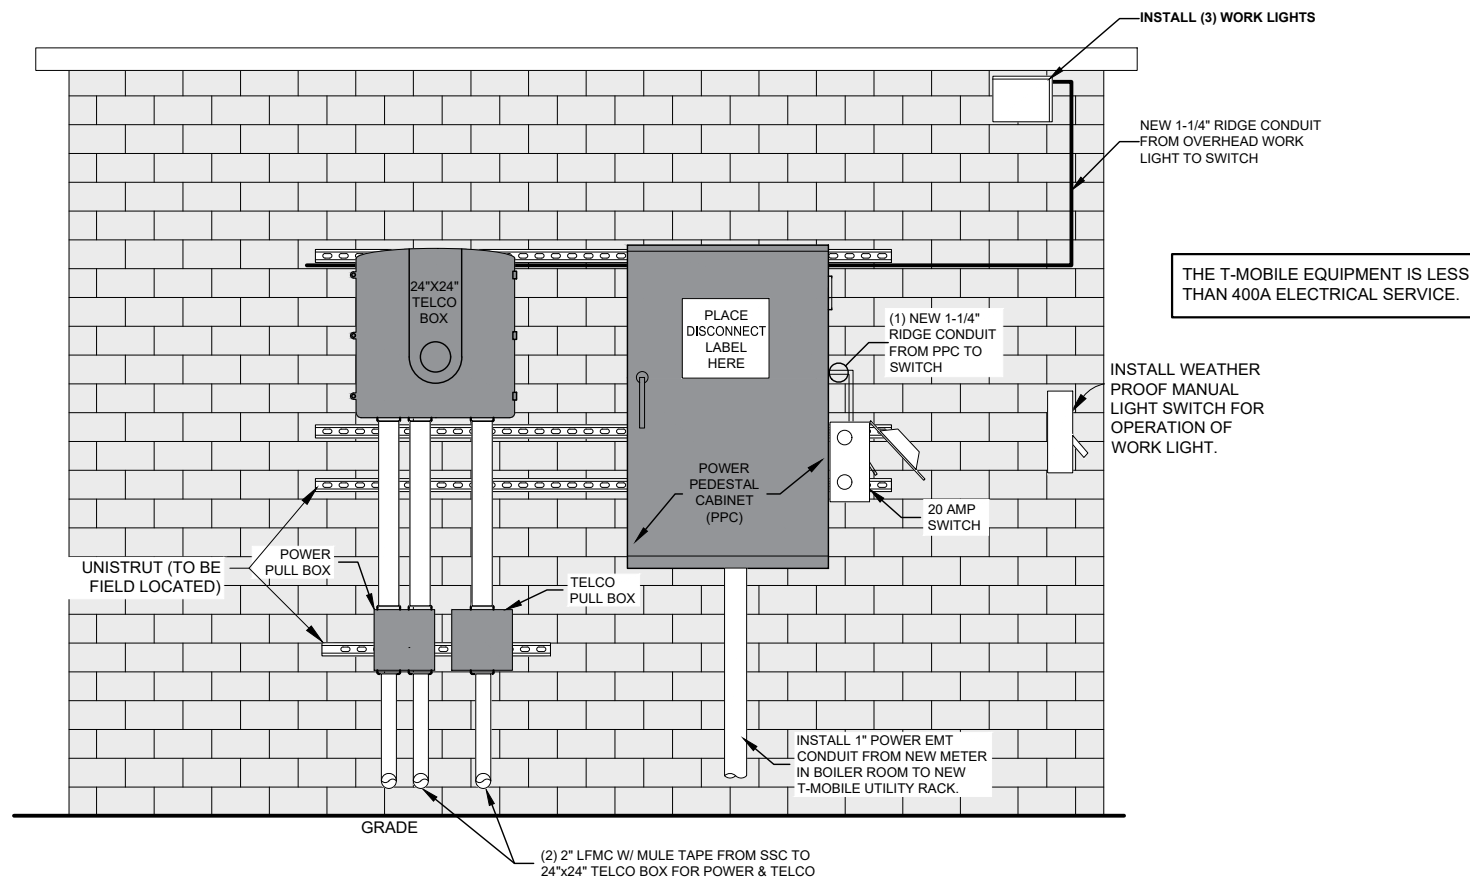 INSTALL (3) WORK LIGHTS
NEW 1-1/4" RIDGE CONDUIT
FROM OVERHEAD WORK
LIGHT TO SWITCH
THE T-MOBILE EQUIPMENT IS LESS
THAN 400A ELECTRICAL SERVICE.
24"X24"
TELCO
BOX
PLACE
DISCONNECT
LABEL
HERE
(1) NEW 1-1/4"
RIDGE CONDUIT
FROM PPC TO
SWITCH
INSTALL WEATHER
PROOF MANUAL
LIGHT SWITCH FOR
OPERATION OF
WORK LIGHT.
POWER
PEDESTAL
CABINET
(PPC)
20 AMP
SWITCH
UNISTRUT (TO BE
FIELD LOCATED)
POWER
PULL BOX
TELCO
PULL BOX
INSTALL 1" POWER EMT
CONDUIT FROM NEW METER
IN BOILER ROOM TO NEW
T-MOBILE UTILITY RACK.
GRADE
(2) 2" LFMC W/ MULE TAPE FROM SSC TO
24"x24" TELCO BOX FOR POWER & TELCO